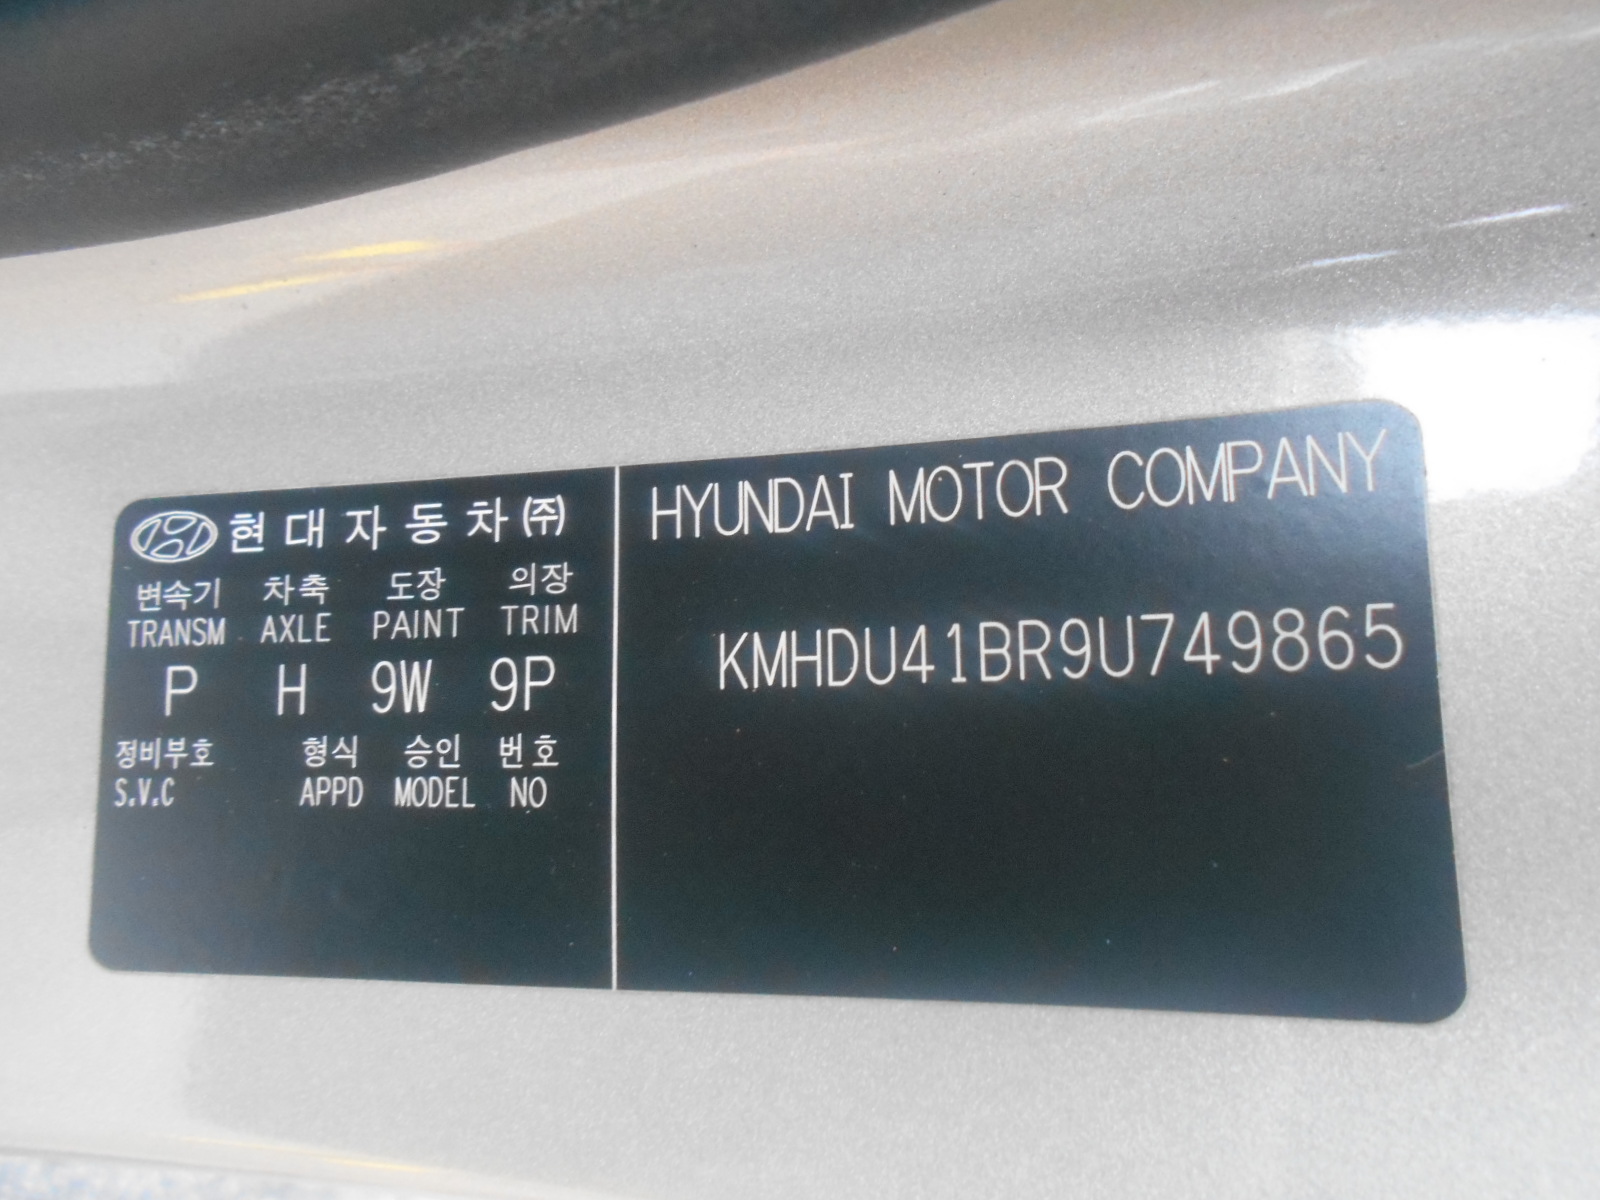 현대자동차㈜
변속기 차축 도장 의장
TRANSM AXLE PAINT TRIM
P H 9W 9P
정비부호 형식 승인 번호
S.V.C APPD MODEL NO
HYUNDAI MOTOR COMPANY
KMHDU41BR9U749865